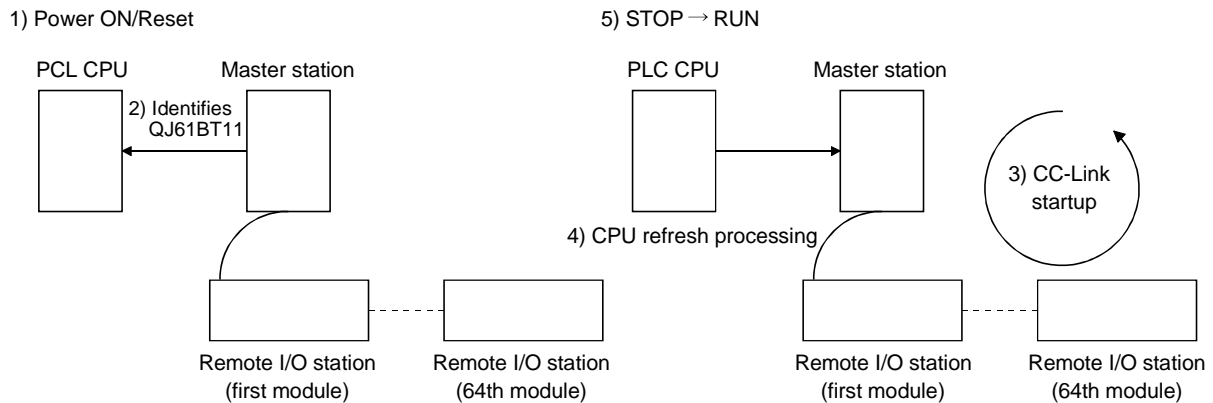 1) Power ON/Reset
PCL CPU
Master station
2) Identifies
QJ61BT11
Remote I/O station
(first module)
Remote I/O station
(64th module)
5) STOP → RUN
PLC CPU
Master station
3) CC-Link
startup
4) CPU refresh processing
Remote I/O station
(first module)
Remote I/O station
(64th module)